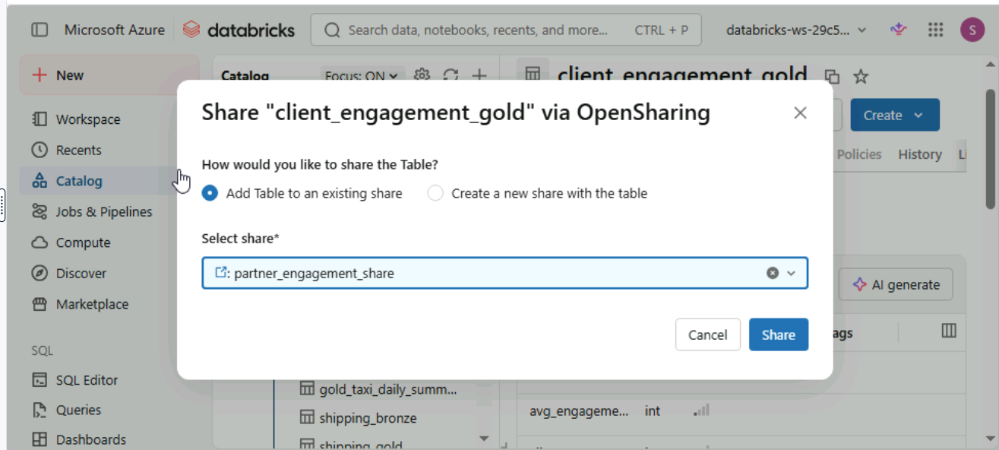 Microsoft Azure databricks Search data, notebooks, recents, and more... CTRL + P databricks-ws-29c5... S
New
Catalog Focus: ON client_engagement_gold
Share "client_engagement_gold" via OpenSharing
Create
Workspace
Recents
Catalog
Jobs & Pipelines
Compute
Discover
Marketplace
SQL
SQL Editor
Queries
Dashboards
How would you like to share the Table?
Add Table to an existing share Create a new share with the table
Select share*
: partner_engagement_share
Cancel Share
Policies History
AI generate
gold_taxi_daily_summ...
shipping_bronze
shipping_gold
avg_engageme... int